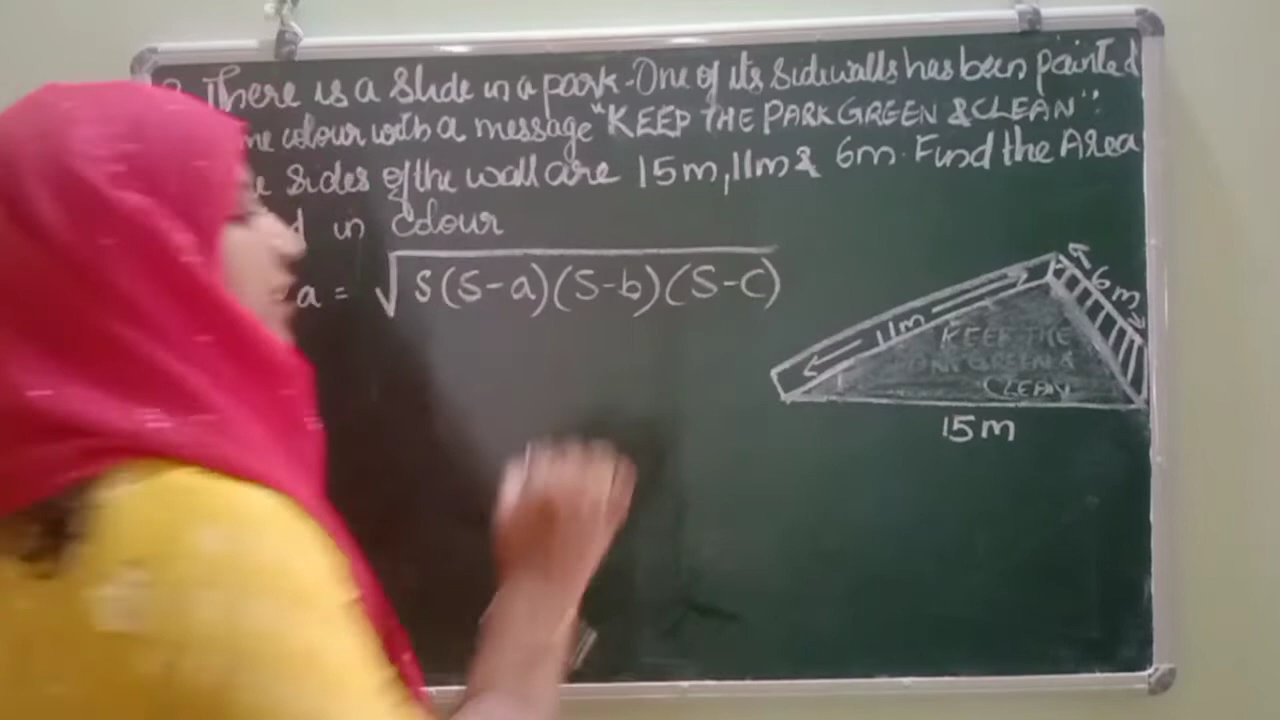 There is a Slide in a park. One of its Sidewalls has been painted
me colour with a message "KEEP THE PARK GREEN & CLEAN".
Sides of the wall are 15m, 11m & 6m. Find the Area
in colour
a = √S(S-a)(S-b)(S-c)
6m
11m
KEEP THE
GREEN &
CLEAN
15m